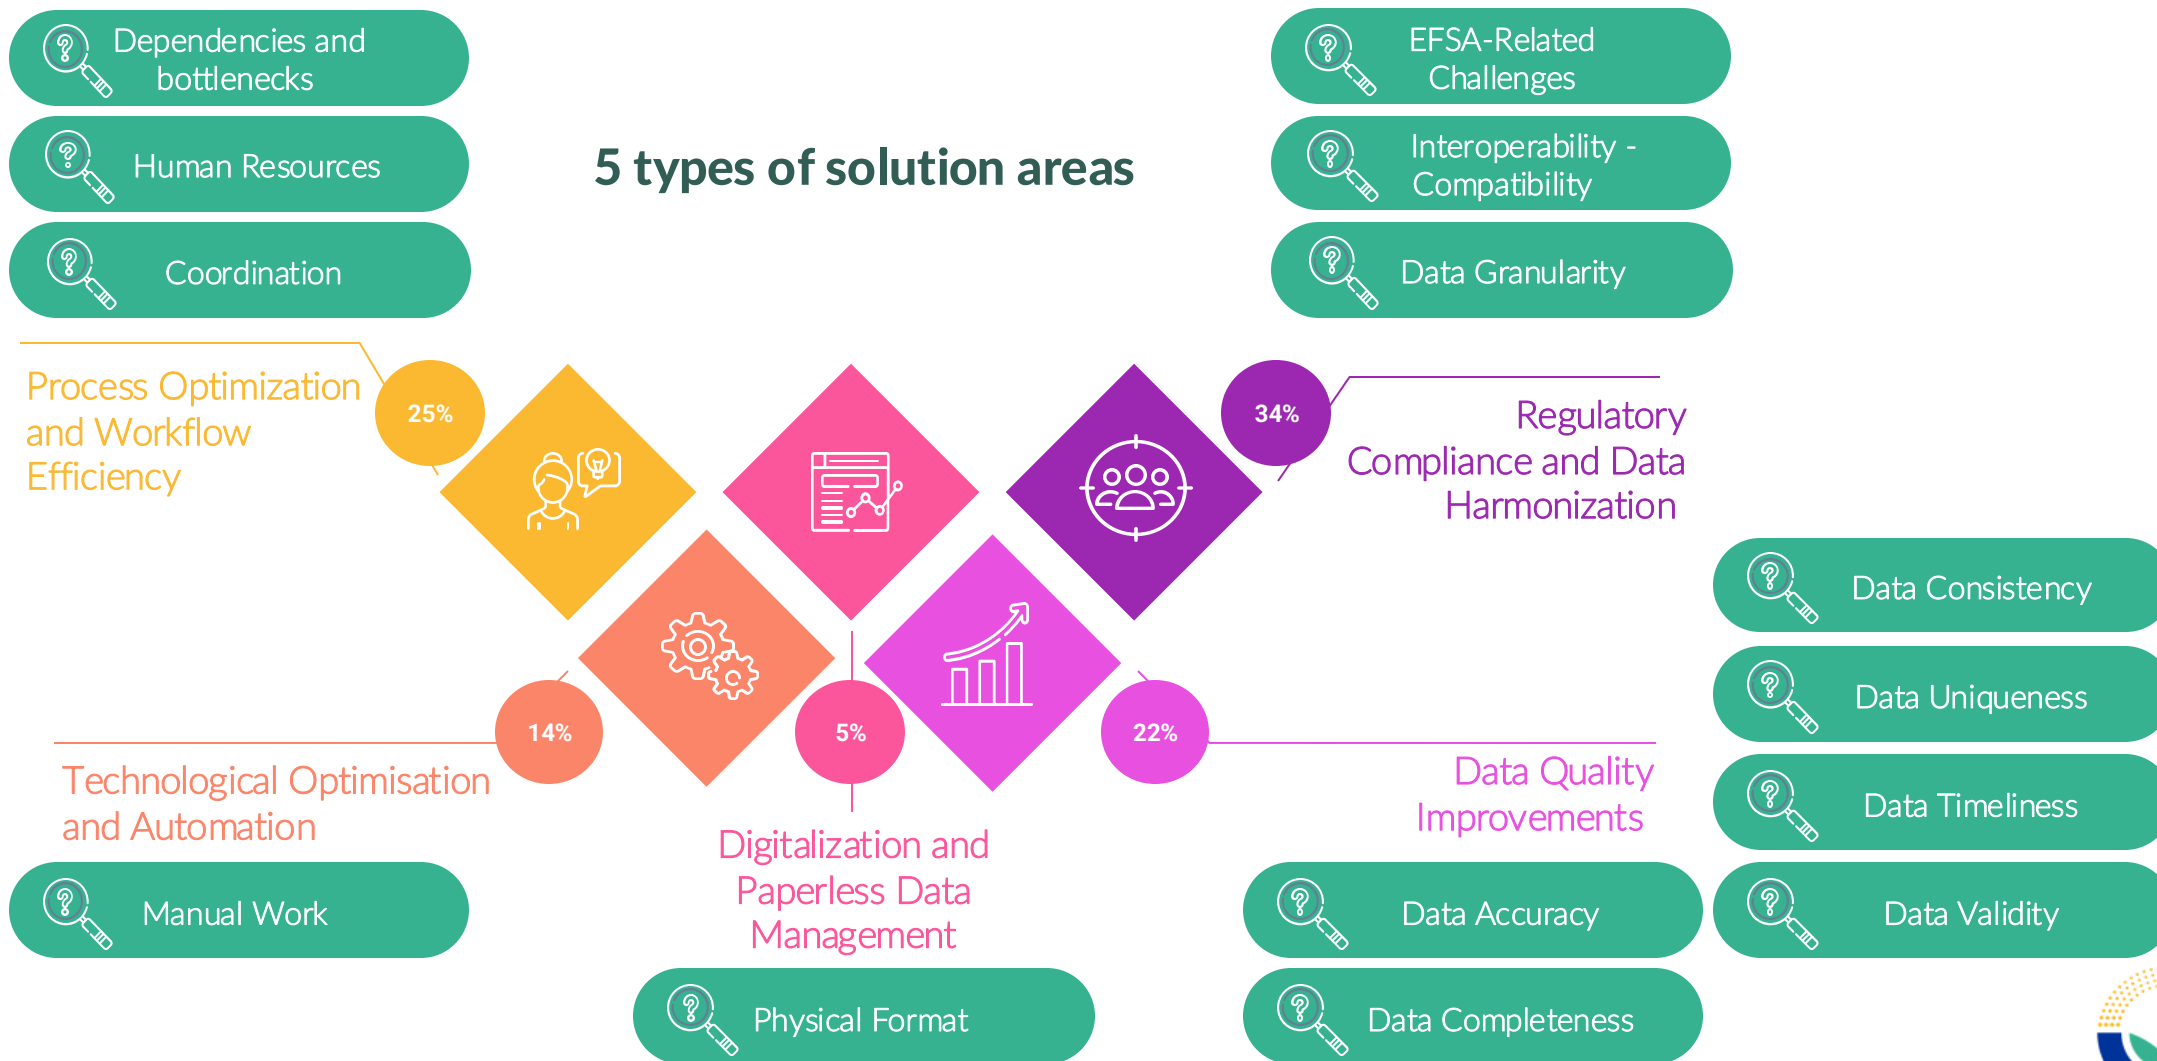 Dependencies and
bottlenecks
Human Resources
Coordination
5 types of solution areas
EFSA-Related
Challenges
Interoperability -
Compatibility
Data Granularity
Process Optimization
and Workflow
Efficiency
25%
34%
Regulatory
Compliance and Data
Harmonization
14%
Technological Optimisation
and Automation
Manual Work
5%
Digitalization and
Paperless Data
Management
Physical Format
22%
Data Quality
Improvements
Data Accuracy
Data Completeness
Data Consistency
Data Uniqueness
Data Timeliness
Data Validity